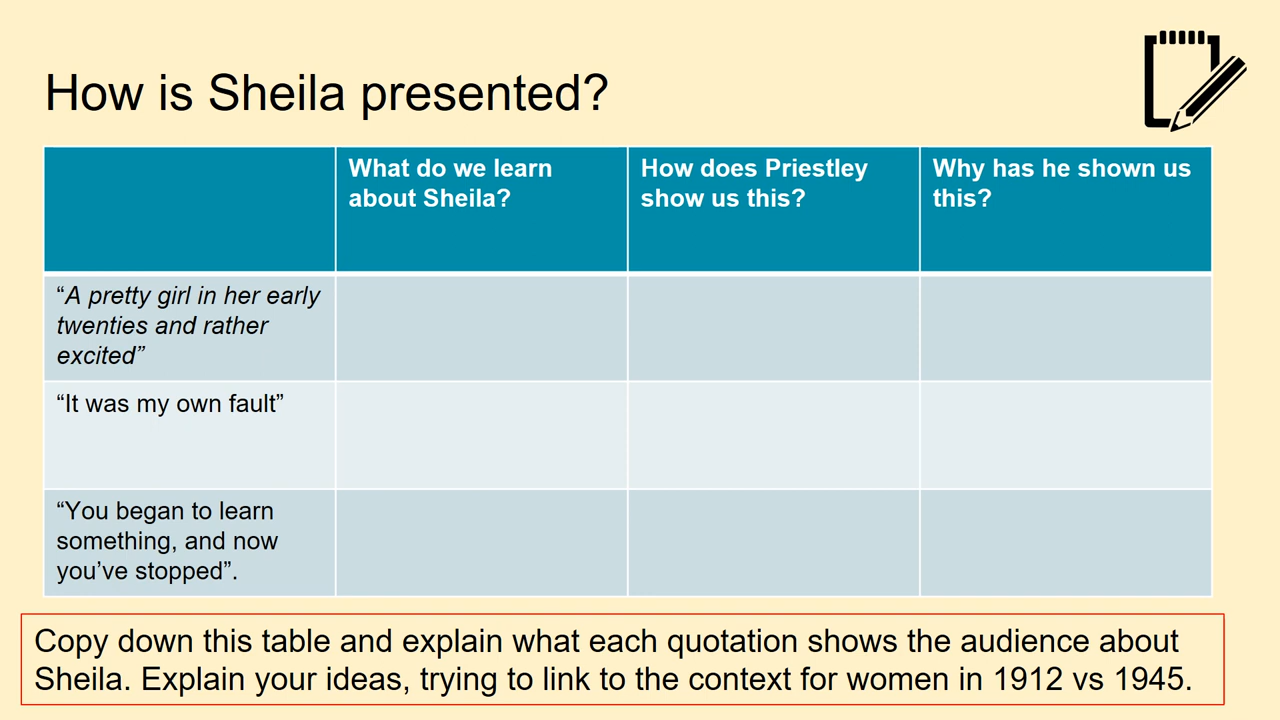 How is Sheila presented?
What do we learn
about Sheila?
How does Priestley
show us this?
Why has he shown us
this?
“A pretty girl in her early
twenties and rather
excited”
“It was my own fault”
“You began to learn
something, and now
you’ve stopped”.
Copy down this table and explain what each quotation shows the audience about
Sheila. Explain your ideas, trying to link to the context for women in 1912 vs 1945.